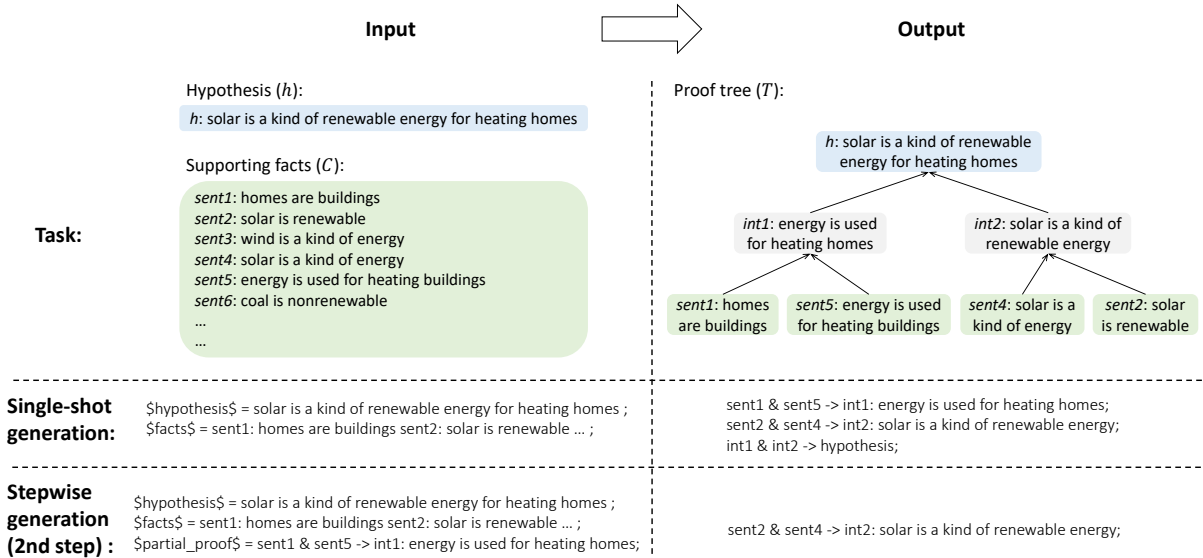 Input
Output
Hypothesis (h):
h: solar is a kind of renewable energy for heating homes
Supporting facts (C):
sent1: homes are buildings
sent2: solar is renewable
sent3: wind is a kind of energy
sent4: solar is a kind of energy
sent5: energy is used for heating buildings
sent6: coal is nonrenewable
…
…
Task:
Proof tree (T):
h: solar is a kind of renewable
energy for heating homes
int1: energy is used
for heating homes
int2: solar is a kind of
renewable energy
sent1: homes
are buildings
sent5: energy is used
for heating buildings
sent4: solar is a
kind of energy
sent2: solar
is renewable
Single-shot
generation:
$hypothesis$ = solar is a kind of renewable energy for heating homes ;
$facts$ = sent1: homes are buildings sent2: solar is renewable … ;
sent1 & sent5 -> int1: energy is used for heating homes;
sent2 & sent4 -> int2: solar is a kind of renewable energy;
int1 & int2 -> hypothesis;
Stepwise
generation
(2nd step) :
$hypothesis$ = solar is a kind of renewable energy for heating homes ;
$facts$ = sent1: homes are buildings sent2: solar is renewable … ;
$partial_proof$ = sent1 & sent5 -> int1: energy is used for heating homes;
sent2 & sent4 -> int2: solar is a kind of renewable energy;